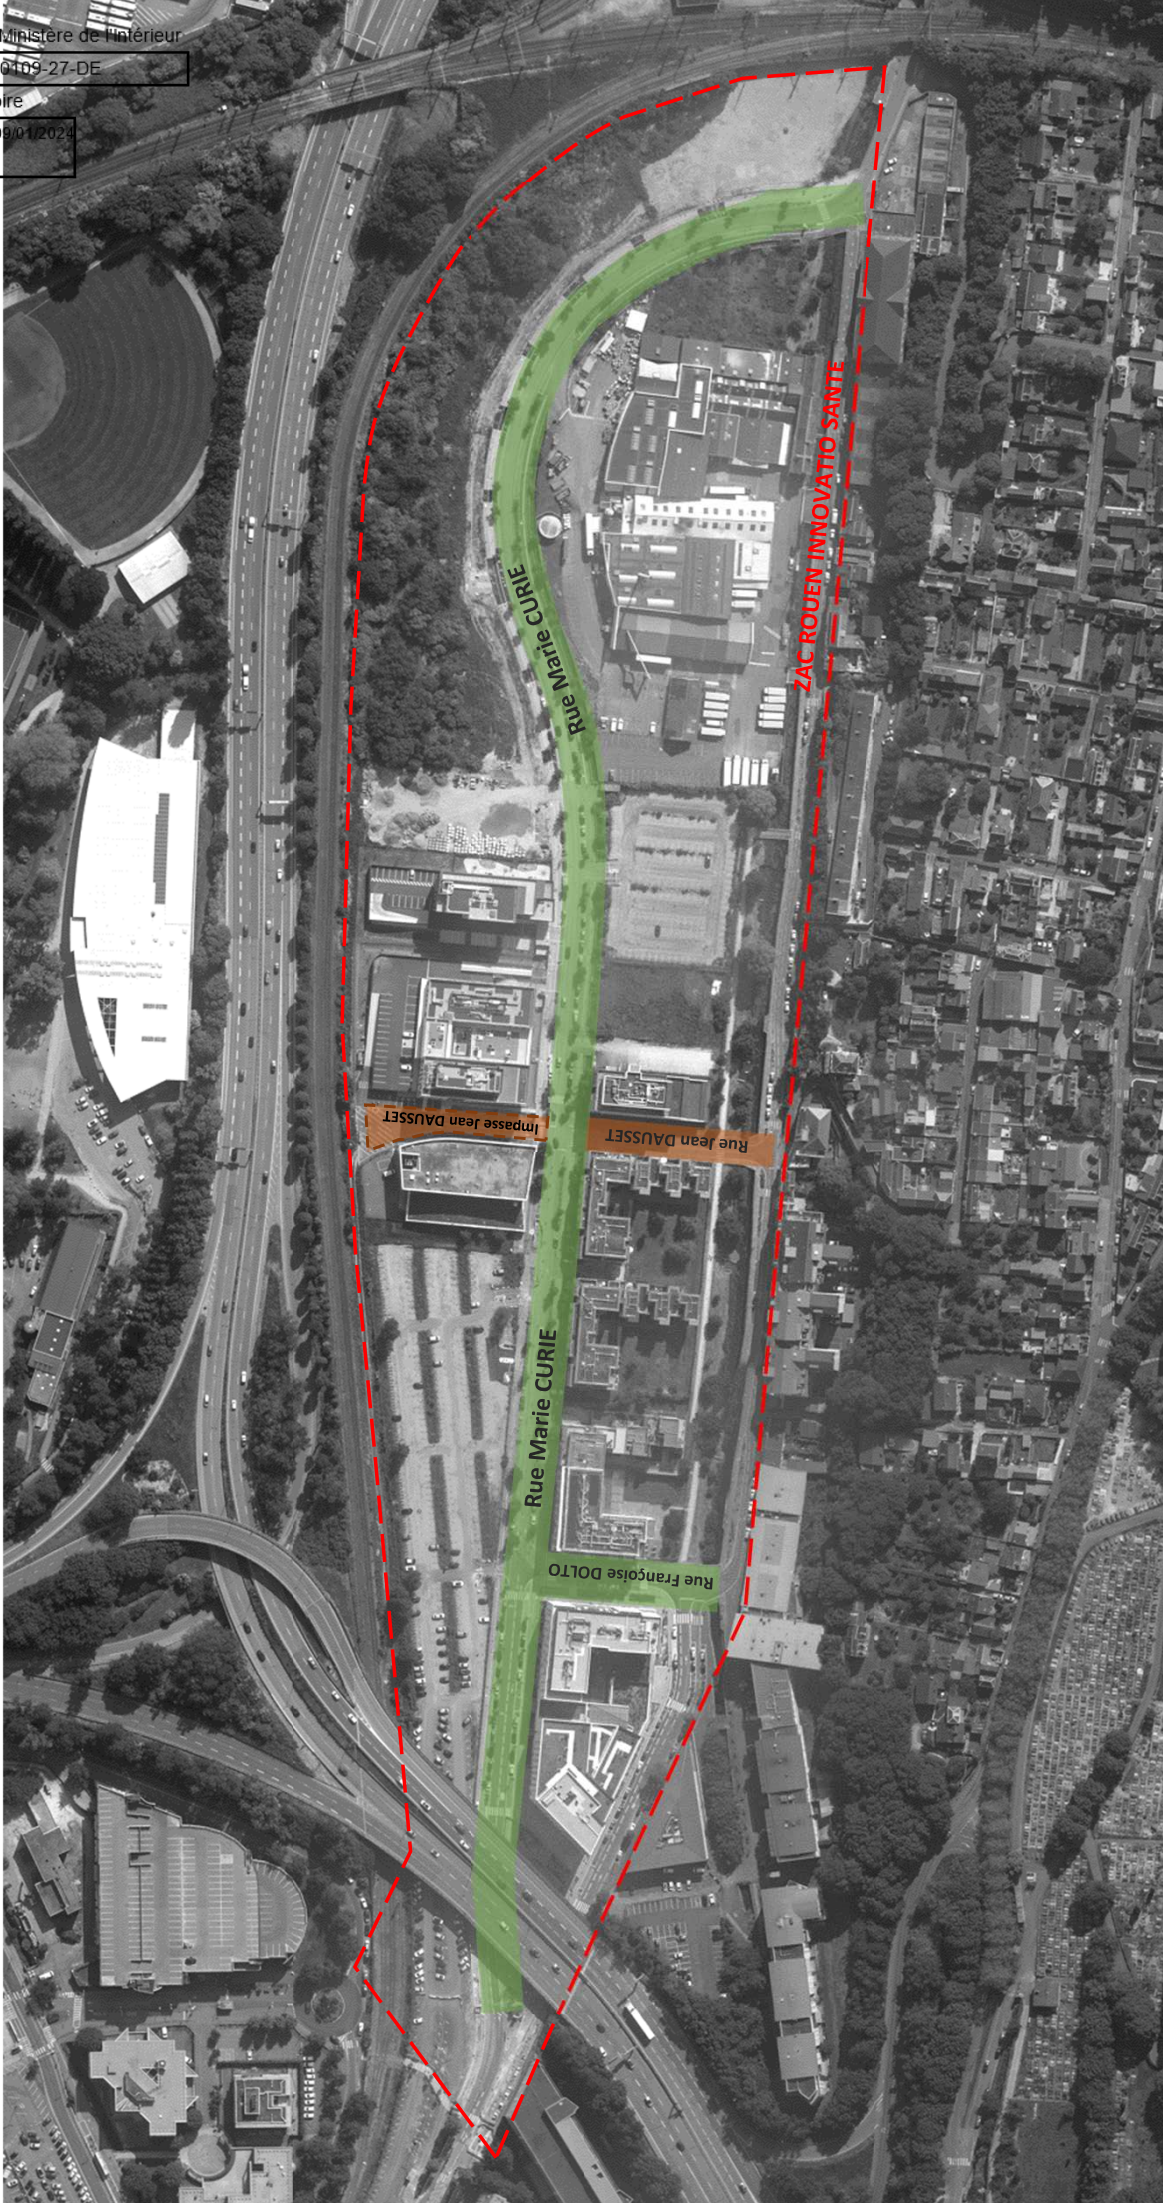 Ministère de l'Intérieur
0109-27-DE
oire
09/01/2024
ZAC ROUEN INNOVATIO SANTE
Rue Marie CURIE
Impasse Jean DAUSSET
Rue Jean DAUSSET
Rue Marie CURIE
Rue Françoise DOLTO